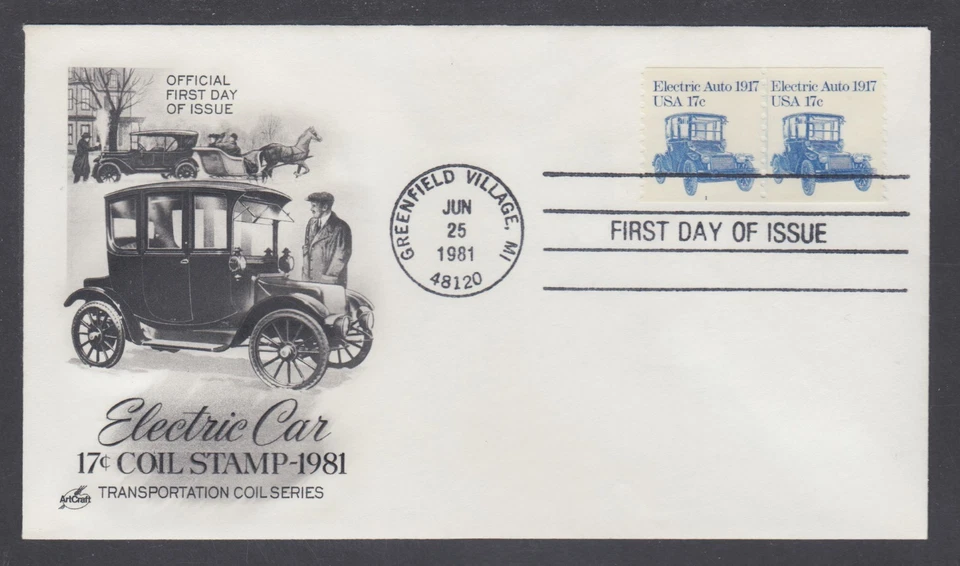 OFFICIAL
FIRST DAY
OF ISSUE
Electric Auto 1917
USA 17c
Electric Auto 1917
USA 17c
1
GREENFIELD VILLAGE, MI
JUN
25
1981
48120
FIRST DAY OF ISSUE
Electric Car
17¢ COIL STAMP-1981
ArtCraft
TRANSPORTATION COIL SERIES